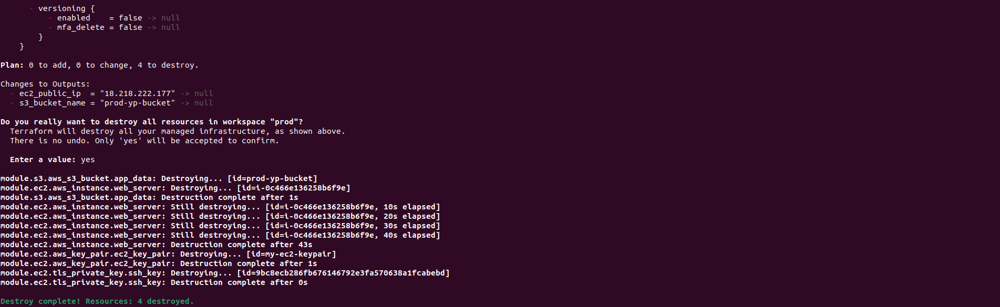 - versioning {
- enabled    = false -> null
- mfa_delete = false -> null
}
}
Plan: 0 to add, 0 to change, 4 to destroy.
Changes to Outputs:
- ec2_public_ip  = "18.218.222.177" -> null
- s3_bucket_name = "prod-yp-bucket" -> null
Do you really want to destroy all resources in workspace "prod"?
Terraform will destroy all your managed infrastructure, as shown above.
There is no undo. Only 'yes' will be accepted to confirm.
Enter a value: yes
module.s3.aws_s3_bucket.app_data: Destroying... [id=prod-yp-bucket]
module.ec2.aws_instance.web_server: Destroying... [id=i-0c466e136258b6f9e]
module.s3.aws_s3_bucket.app_data: Destruction complete after 1s
module.ec2.aws_instance.web_server: Still destroying... [id=i-0c466e136258b6f9e, 10s elapsed]
module.ec2.aws_instance.web_server: Still destroying... [id=i-0c466e136258b6f9e, 20s elapsed]
module.ec2.aws_instance.web_server: Still destroying... [id=i-0c466e136258b6f9e, 30s elapsed]
module.ec2.aws_instance.web_server: Still destroying... [id=i-0c466e136258b6f9e, 40s elapsed]
module.ec2.aws_instance.web_server: Destruction complete after 43s
module.ec2.aws_key_pair.ec2_key_pair: Destroying... [id=my-ec2-keypair]
module.ec2.aws_key_pair.ec2_key_pair: Destruction complete after 1s
module.ec2.tls_private_key.ssh_key: Destroying... [id=9bc8ecb286fb676146792e3fa570638a1fcabebd]
module.ec2.tls_private_key.ssh_key: Destruction complete after 0s
Destroy complete! Resources: 4 destroyed.